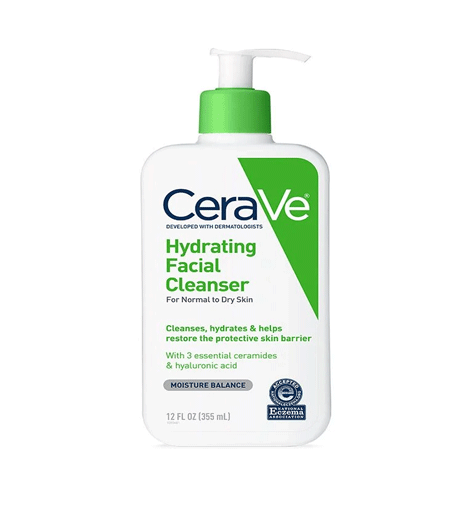 CeraVe®
DEVELOPED WITH DERMATOLOGISTS
Hydrating
Facial
Cleanser
For Normal to Dry Skin
Cleanses, hydrates & helps
restore the protective skin barrier
With 3 essential ceramides
& hyaluronic acid
MOISTURE BALANCE
12 FL OZ (355 mL)
ACCEPTED
NATIONAL
Eczema
ASSOCIATION